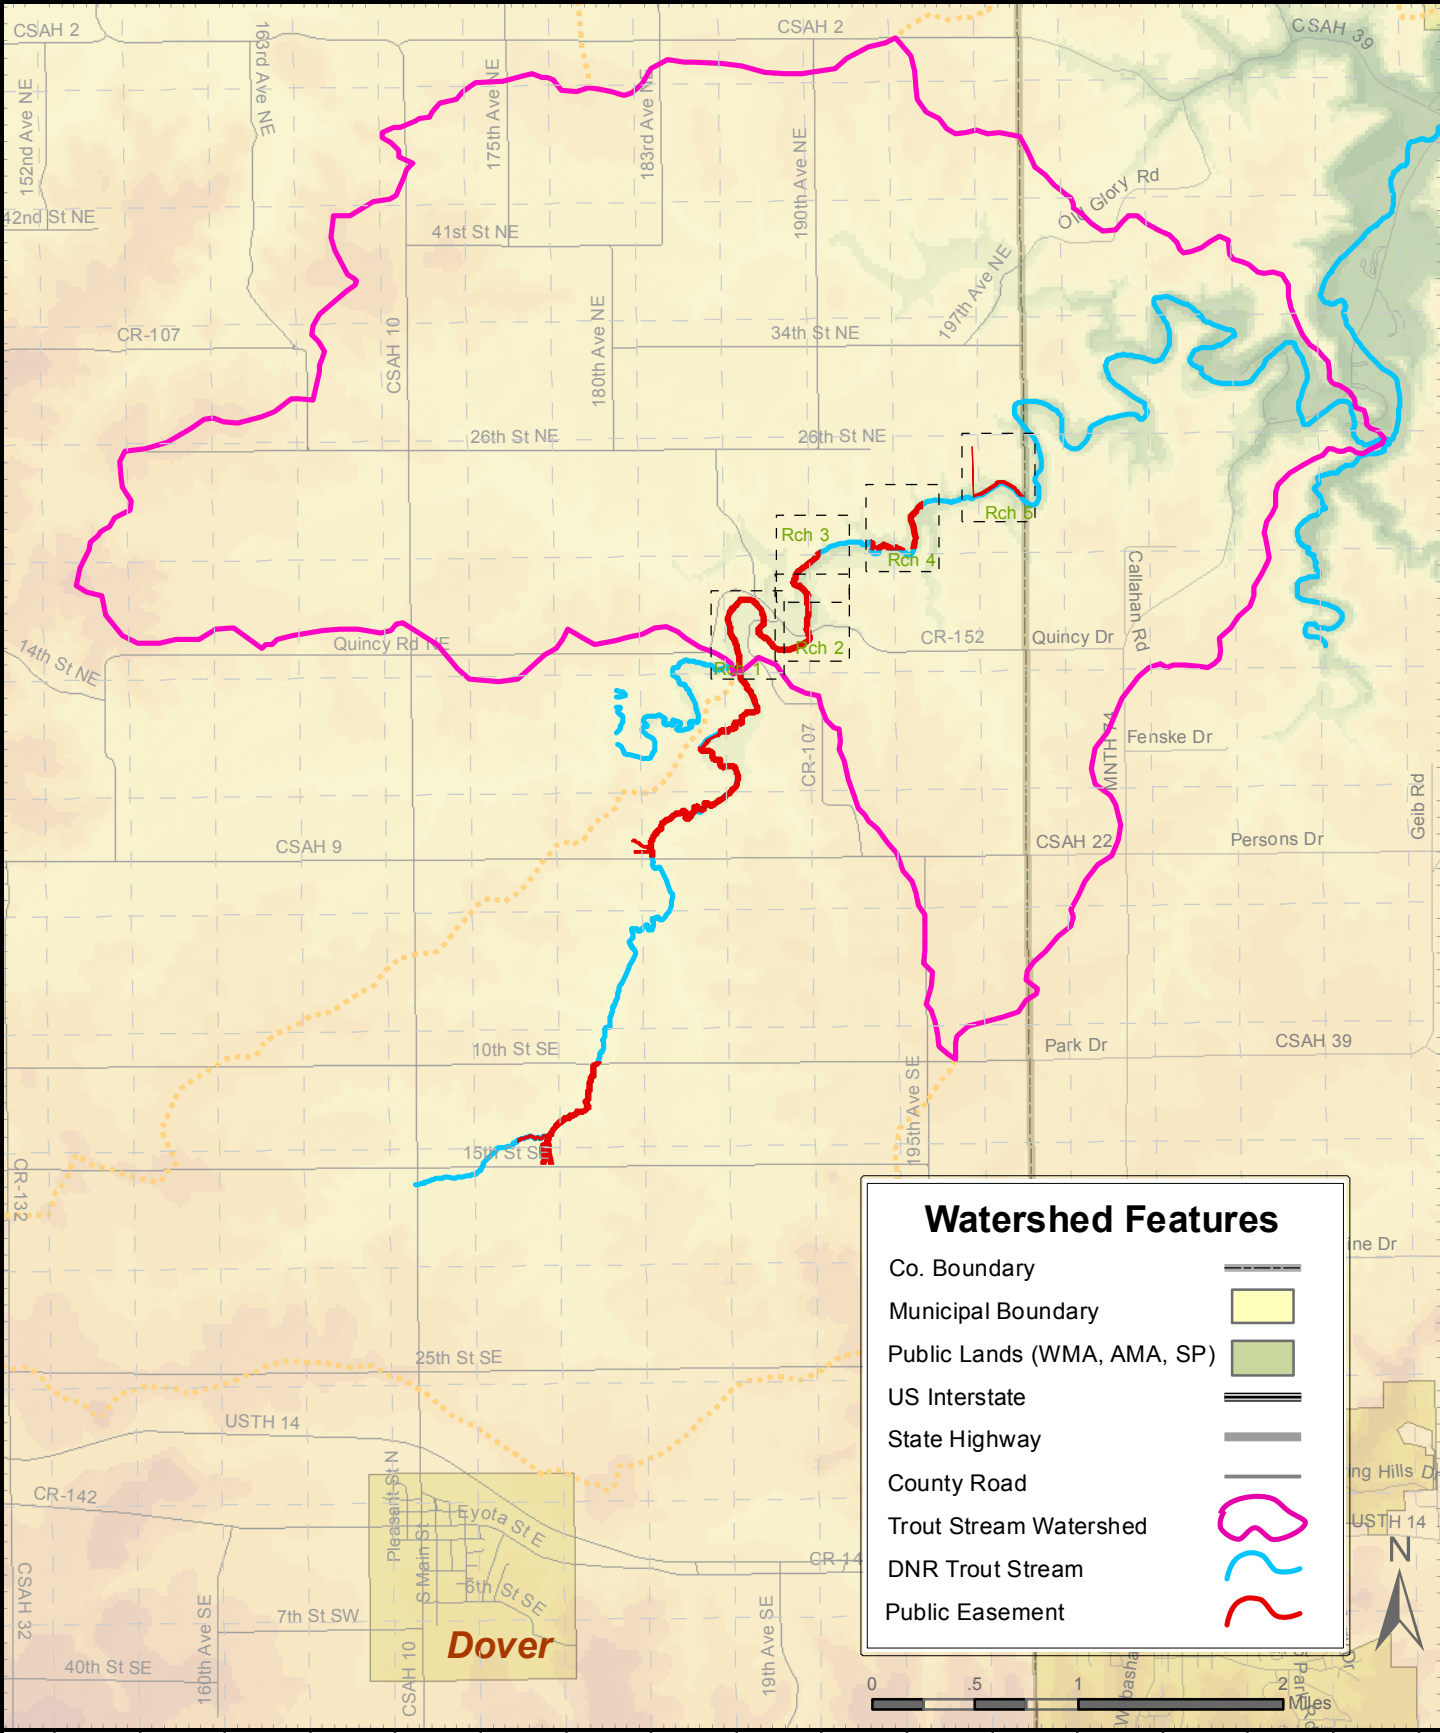 CSAH 2
CSAH 2
CSAH 39
163rd Ave NE
152nd Ave NE
175th Ave NE
183rd Ave NE
190th Ave NE
Old Glory Rd
42nd St NE
41st St NE
197th Ave NE
CR-107
CSAH 10
180th Ave NE
34th St NE
26th St NE
26th St NE
Rch 5
Rch 3
Rch 4
Callahan Rd
Quincy Rd NE
CR-152
Quincy Dr
Rch 2
14th St NE
Rch 1
CR-107
MNTH 74
Fenske Dr
Geib Rd
CSAH 9
CSAH 22
Persons Dr
10th St SE
Park Dr
CSAH 39
195th Ave SE
15th St SE
CR-132
Watershed Features
Co. Boundary
Municipal Boundary
Public Lands (WMA, AMA, SP)
US Interstate
State Highway
County Road
Trout Stream Watershed
DNR Trout Stream
Public Easement
ine Dr
25th St SE
USTH 14
Pleasant St N
ing Hills D
CR-142
Eyota St E
USTH 14
N
CR-14
S Main St
6th St SE
CSAH 32
160th Ave SE
7th St SW
19th Ave SE
Dover
40th St SE
CSAH 10
Wabasha
0 .5 1 2
Miles